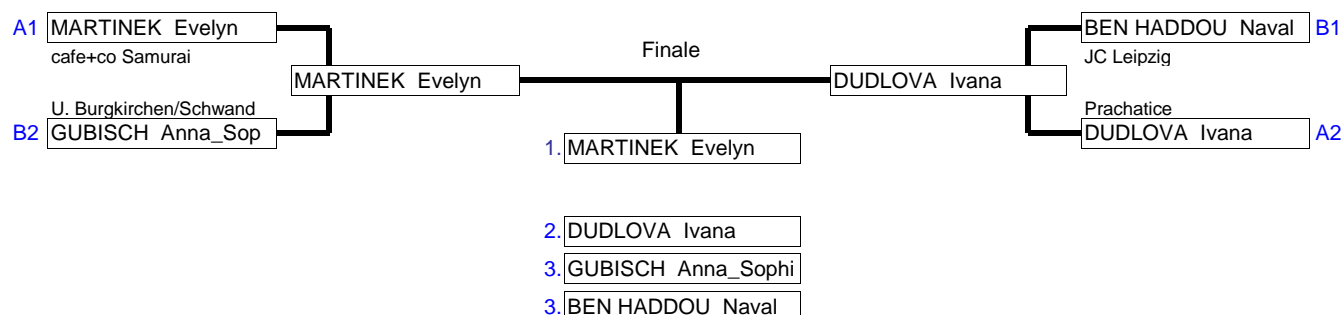 A1 MARTINEK Evelyn
cafe+co Samurai
MARTINEK Evelyn
U. Burgkirchen/Schwand
B2 GUBISCH Anna_Sop
Finale
BEN HADDOU Naval B1
JC Leipzig
DUDLOVA Ivana
Prachatice
DUDLOVA Ivana A2
1. MARTINEK Evelyn
2. DUDLOVA Ivana
3. GUBISCH Anna_Sophi
3. BEN HADDOU Naval